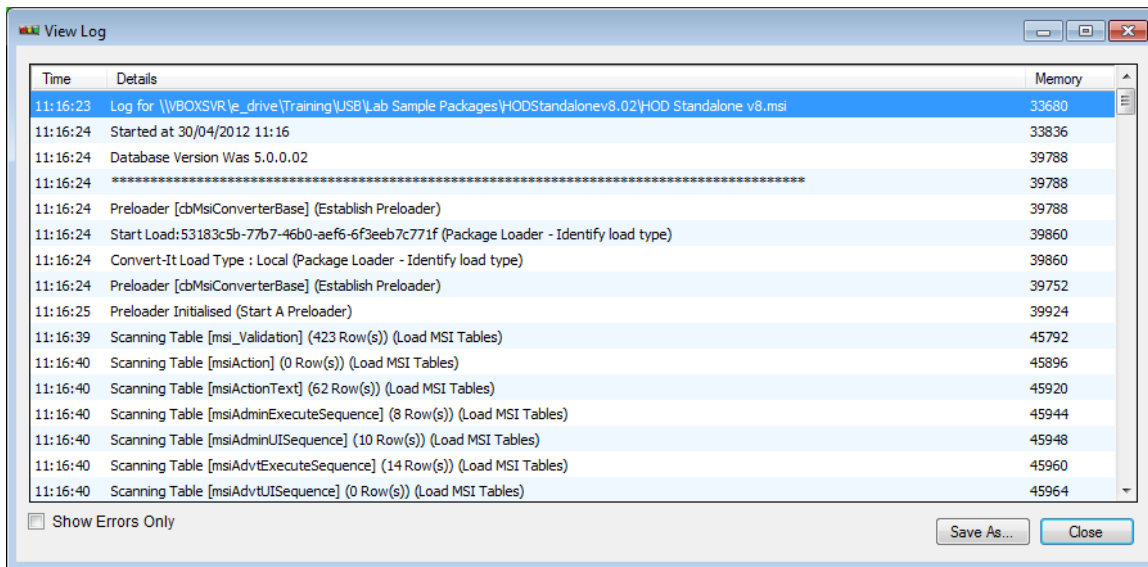 View Log
Time Details Memory
11:16:23 Log for \\VBOXSVR\e_drive\Training\USB\Lab Sample Packages\HODStandalonev8.02\HOD Standalone v8.msi 33680
11:16:24 Started at 30/04/2012 11:16 33836
11:16:24 Database Version Was 5.0.0.02 39788
11:16:24 ****************************************************************************************** 39788
11:16:24 Preloader [cbMsiConverterBase] (Establish Preloader) 39788
11:16:24 Start Load:53183c5b-77b7-46b0-aef6-6f3eeb7c771f (Package Loader - Identify load type) 39860
11:16:24 Convert-It Load Type : Local (Package Loader - Identify load type) 39860
11:16:24 Preloader [cbMsiConverterBase] (Establish Preloader) 39752
11:16:25 Preloader Initialised (Start A Preloader) 39924
11:16:39 Scanning Table [msi_Validation] (423 Row(s)) (Load MSI Tables) 45792
11:16:40 Scanning Table [msiAction] (0 Row(s)) (Load MSI Tables) 45896
11:16:40 Scanning Table [msiActionText] (62 Row(s)) (Load MSI Tables) 45920
11:16:40 Scanning Table [msiAdminExecuteSequence] (8 Row(s)) (Load MSI Tables) 45944
11:16:40 Scanning Table [msiAdminUISequence] (10 Row(s)) (Load MSI Tables) 45948
11:16:40 Scanning Table [msiAdvtExecuteSequence] (14 Row(s)) (Load MSI Tables) 45960
11:16:40 Scanning Table [msiAdvtUISequence] (0 Row(s)) (Load MSI Tables) 45964
Show Errors Only
Save As... Close